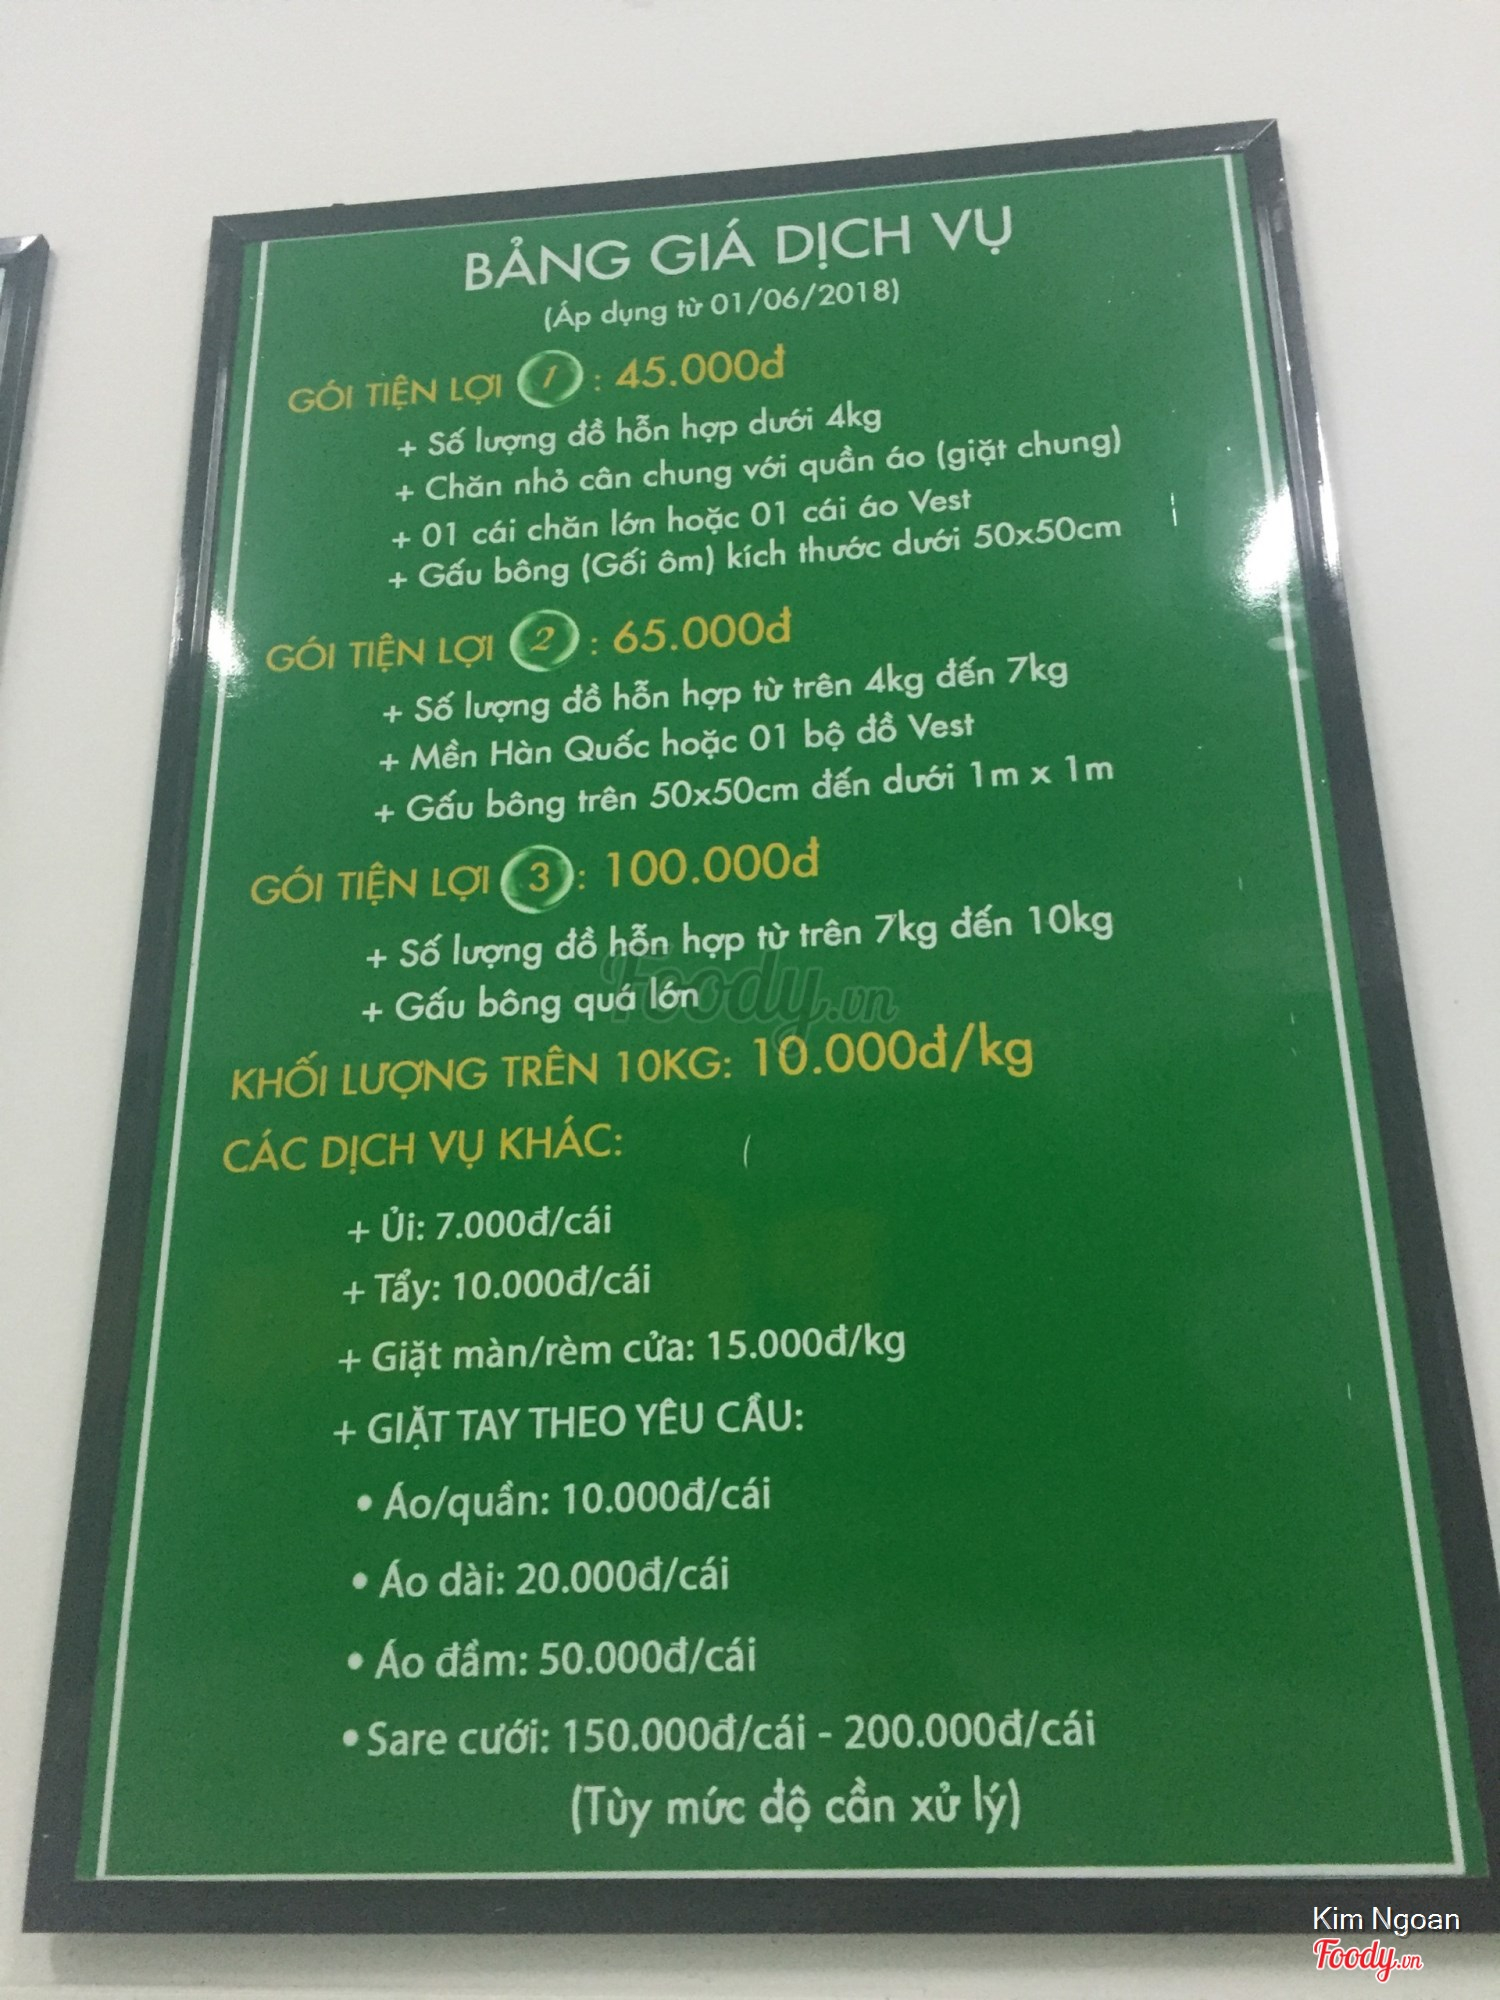 BẢNG GIÁ DỊCH VỤ
(Áp dụng từ 01/06/2018)
GÓI TIỆN LỢI 1 : 45.000đ
+ Số lượng đồ hỗn hợp dưới 4kg
+ Chăn nhỏ cân chung với quần áo (giặt chung)
+ 01 cái chăn lớn hoặc 01 cái áo Vest
+ Gấu bông (Gối ôm) kích thước dưới 50x50cm
GÓI TIỆN LỢI 2 : 65.000đ
+ Số lượng đồ hỗn hợp từ trên 4kg đến 7kg
+ Mền Hàn Quốc hoặc 01 bộ đồ Vest
+ Gấu bông trên 50x50cm đến dưới 1m x 1m
GÓI TIỆN LỢI 3 : 100.000đ
+ Số lượng đồ hỗn hợp từ trên 7kg đến 10kg
+ Gấu bông quá lớn
Foody.vn
KHỐI LƯỢNG TRÊN 10KG: 10.000đ/kg
CÁC DỊCH VỤ KHÁC:
+ Ủi: 7.000đ/cái
+ Tẩy: 10.000đ/cái
+ Giặt màn/rèm cửa: 15.000đ/kg
+ GIẶT TAY THEO YÊU CẦU:
• Áo/quần: 10.000đ/cái
• Áo dài: 20.000đ/cái
• Áo đầm: 50.000đ/cái
• Sare cưới: 150.000đ/cái - 200.000đ/cái
(Tùy mức độ cần xử lý)
Kim Ngoan
Foody.vn